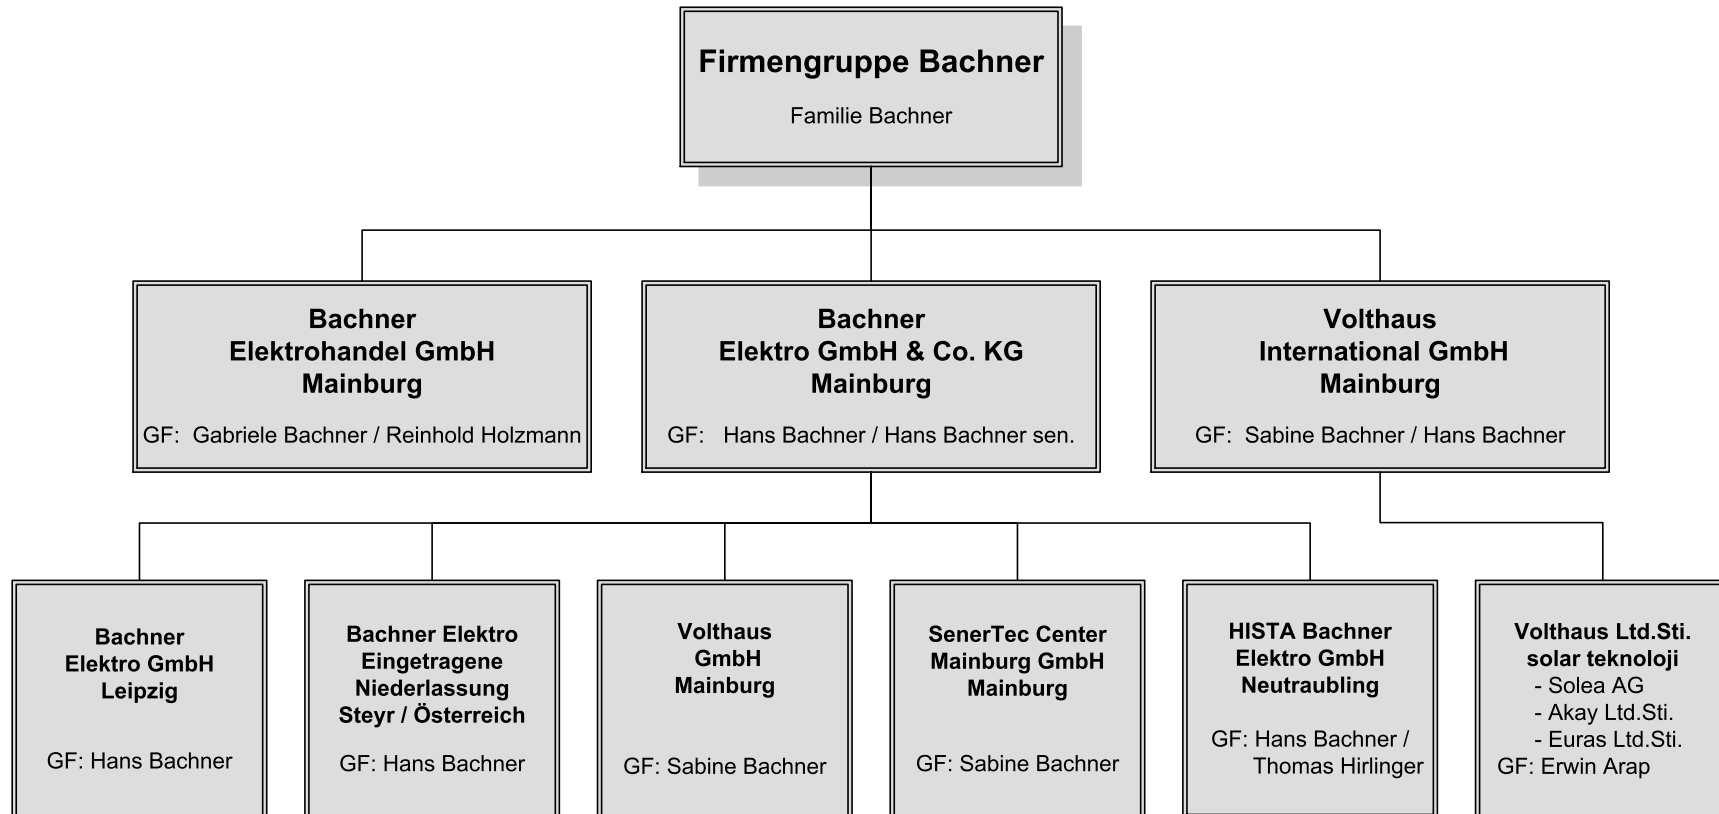 Firmengruppe Bachner
Familie Bachner
Bachner
Elektrohandel GmbH
Mainburg
GF:  Gabriele Bachner / Reinhold Holzmann
Bachner
Elektro GmbH & Co. KG
Mainburg
GF:   Hans Bachner / Hans Bachner sen.
Volthaus
International GmbH
Mainburg
GF:  Sabine Bachner / Hans Bachner
Bachner
Elektro GmbH
Leipzig
GF: Hans Bachner
Bachner Elektro
Eingetragene
Niederlassung
Steyr / Österreich
GF: Hans Bachner
Volthaus
GmbH
Mainburg
GF: Sabine Bachner
SenerTec Center
Mainburg GmbH
Mainburg
GF: Sabine Bachner
HISTA Bachner
Elektro GmbH
Neutraubling
GF: Hans Bachner /
Thomas Hirlinger
Volthaus Ltd.Sti.
solar teknoloji
- Solea AG
- Akay Ltd.Sti.
- Euras Ltd.Sti.
GF: Erwin Arap